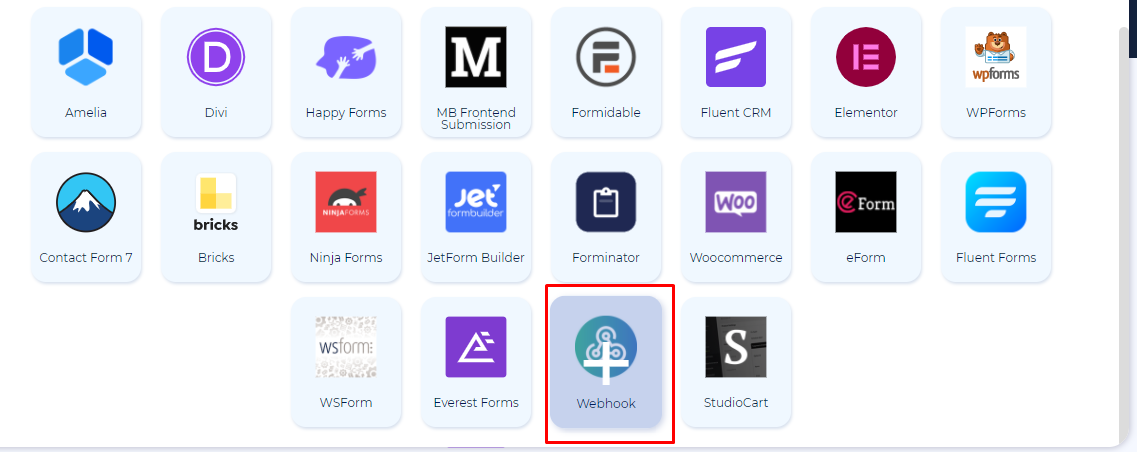 D
M
wpforms
Amelia
Divi
Happy Forms
MB Frontend
Submission
Formidable
Fluent CRM
Elementor
WPForms
bricks
NINJAFORMS
Jet
formbuilder
WOO
eForm
Contact Form 7
Bricks
Ninja Forms
JetForm Builder
Forminator
Woocommerce
eForm
Fluent Forms
wsform
S
WSForm
Everest Forms
Webhook
StudioCart